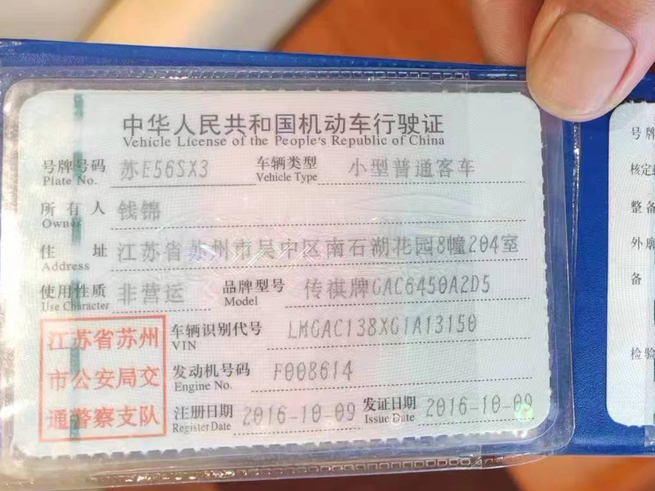 中华人民共和国机动车行驶证
Vehicle License of the People's Republic of China
号牌号码 苏E56SX3 车辆类型 小型普通客车
Plate No. Vehicle Type
所有人 钱锦
Owner
住址 江苏省苏州市吴中区南石湖花园8幢204室
Address
使用性质 非营运 品牌型号 传祺牌GAC6450A2D5
Use Character Model
江苏省苏州
市公安局交
通警察支队
车辆识别代号 LMGAC138XG1A13150
VIN
发动机号码 F008614
Engine No.
注册日期 2016-10-09 发证日期 2016-10-09
Register Date Issue Date
号牌
核定
整备
外廓
备
检验